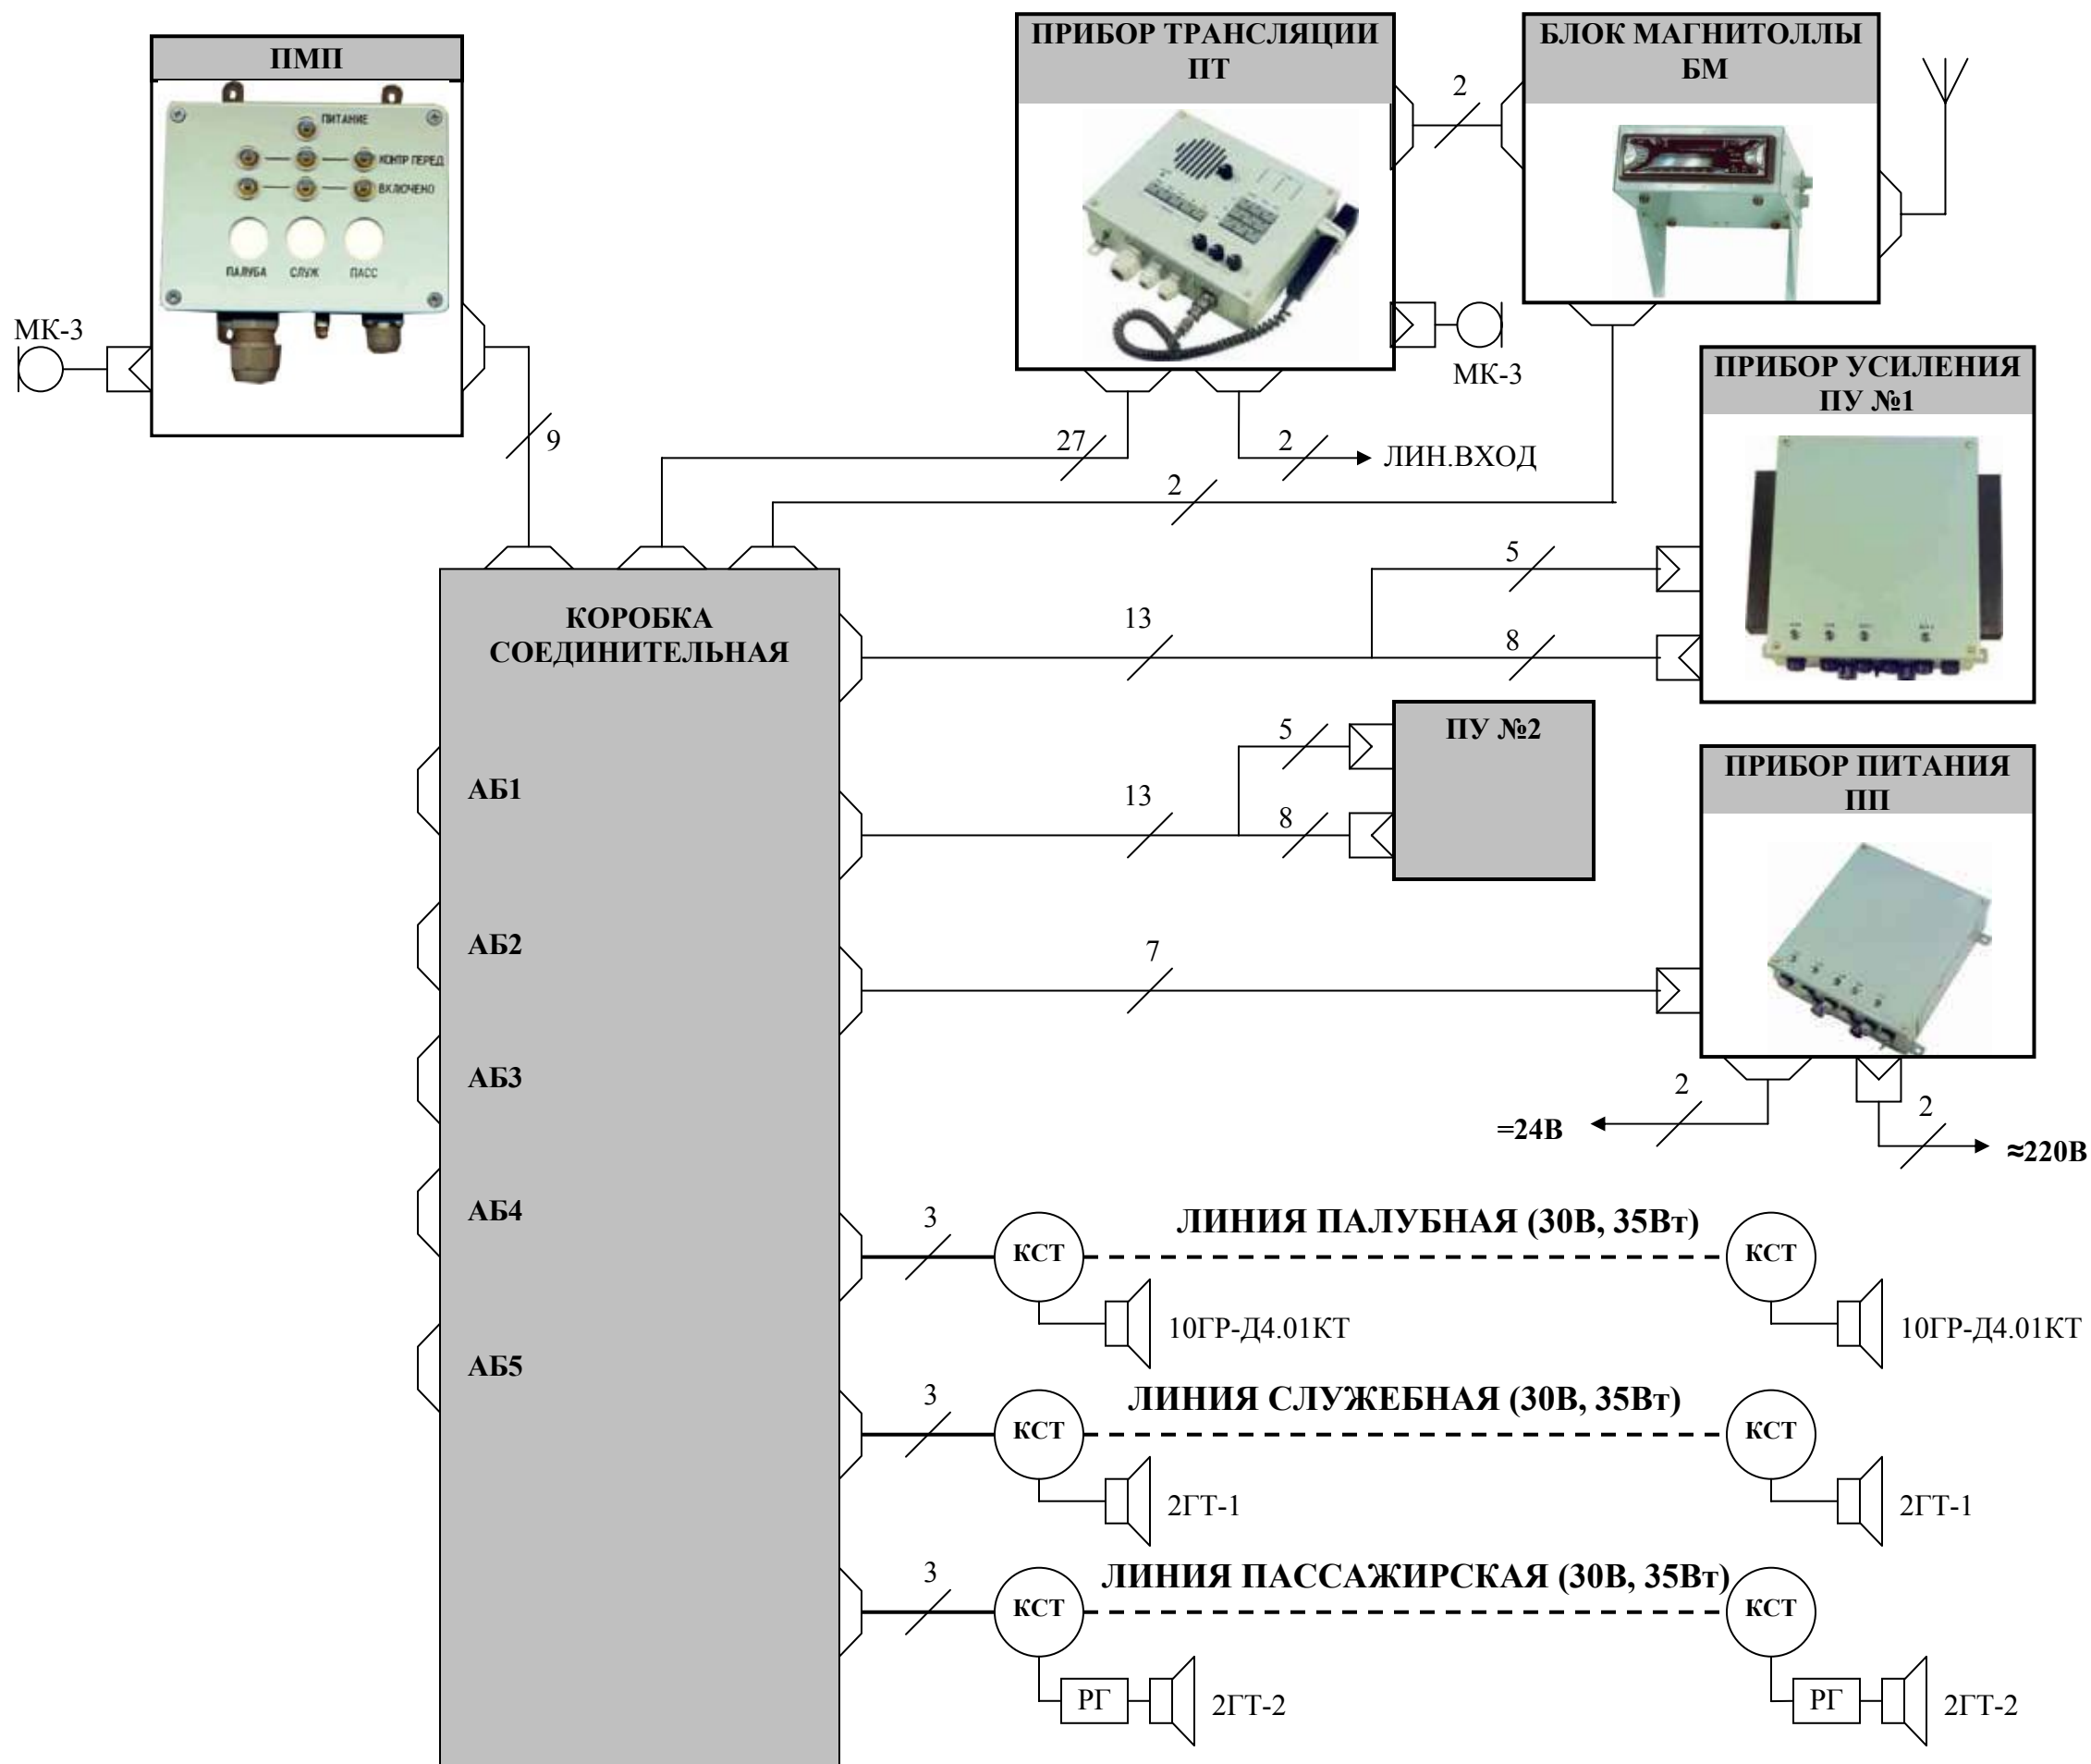 ПМП
ПИТАНИЕ
КОНТР ПЕРЕД
ВКЛЮЧЕНО
ПАЛУБА СЛУЖ ПАСС
МК-3
9
ПРИБОР ТРАНСЛЯЦИИ
ПТ
2
БЛОК МАГНИТОЛЛЫ
БМ
МК-3
27
2
ЛИН.ВХОД
2
ПРИБОР УСИЛЕНИЯ
ПУ №1
5
13
8
КОРОБКА
СОЕДИНИТЕЛЬНАЯ
ПУ №2
5
13
8
ПРИБОР ПИТАНИЯ
ПП
7
2
=24В
2
≈220В
АБ1
АБ2
АБ3
АБ4
АБ5
3
КСТ
ЛИНИЯ ПАЛУБНАЯ (30В, 35Вт)
КСТ
10ГР-Д4.01КТ
10ГР-Д4.01КТ
3
КСТ
ЛИНИЯ СЛУЖЕБНАЯ (30В, 35Вт)
КСТ
2ГТ-1
2ГТ-1
3
КСТ
ЛИНИЯ ПАССАЖИРСКАЯ (30В, 35Вт)
КСТ
РГ
2ГТ-2
РГ
2ГТ-2